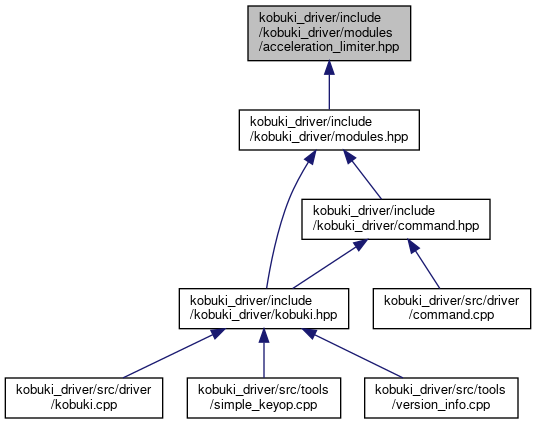 kobuki_driver/include
/kobuki_driver/modules
/acceleration_limiter.hpp
kobuki_driver/include
/kobuki_driver/modules.hpp
kobuki_driver/include
/kobuki_driver/command.hpp
kobuki_driver/include
/kobuki_driver/kobuki.hpp
kobuki_driver/src/driver
/command.cpp
kobuki_driver/src/driver
/kobuki.cpp
kobuki_driver/src/tools
/simple_keyop.cpp
kobuki_driver/src/tools
/version_info.cpp